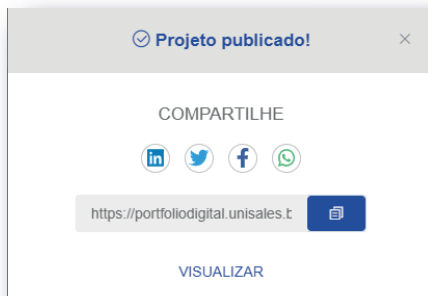 Projeto publicado!
COMPARTILHE
https://portfoliodigital.unisales.b
VISUALIZAR